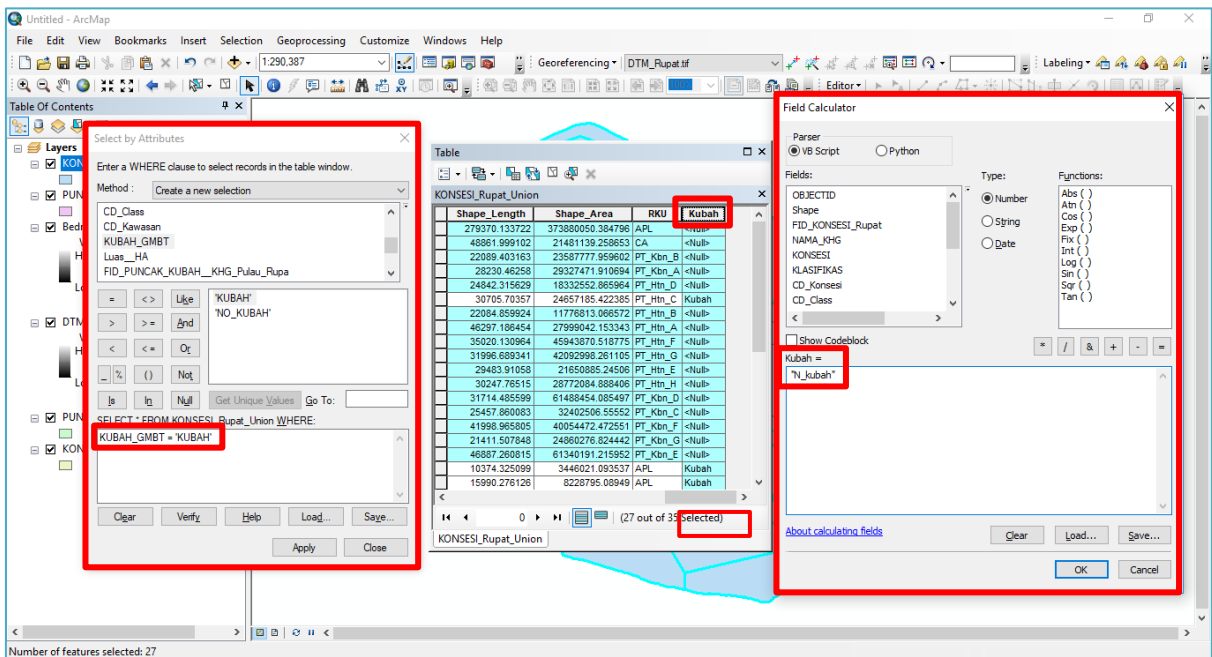 Untitled - ArcMap
File Edit View Bookmarks Insert Selection Geoprocessing Customize Windows Help
1:290,387
Georeferencing
DTM_Rupat.tif
Labeling
Editor
Table Of Contents
Layers
KON
PUN
Bedr
H
Lo
DTM
H
Lo
PUN
KON
Select by Attributes
Enter a WHERE clause to select records in the table window.
Method : Create a new selection
CD_Class
CD_Kawasan
KUBAH_GMBT
Luas__HA
FID_PUNCAK_KUBAH__KHG_Pulau_Rupa
= <> Like
> >= And
< <= Or
_ % () Not
Is In Null
'KUBAH'
'NO_KUBAH'
Get Unique Values Go To:
SELECT * FROM KONSESI_Rupat_Union WHERE:
KUBAH_GMBT = 'KUBAH'
Clear Verify Help Load... Save...
Apply Close
Table
KONSESI_Rupat_Union
Shape_Length Shape_Area RKU Kubah
279370.133722 373880050.384796 APL <Null>
48861.999102 21481139.258653 CA <Null>
22089.403163 23587777.959602 PT_Kbn_B <Null>
28230.46258 29327471.910694 PT_Kbn_A <Null>
24842.315629 18332552.865964 PT_Htn_D <Null>
30705.70357 24657185.422385 PT_Htn_C Kubah
22084.859924 11776813.066572 PT_Htn_B <Null>
46297.186454 27999042.153343 PT_Htn_A <Null>
35020.130964 45943870.518775 PT_Htn_F <Null>
31996.689341 42092998.261105 PT_Htn_G <Null>
29483.91058 21650885.24506 PT_Htn_E <Null>
30247.76515 28772084.888406 PT_Htn_H <Null>
31714.485599 61488454.085497 PT_Kbn_D <Null>
25457.860083 32402506.55552 PT_Kbn_C <Null>
41998.965805 40054472.472551 PT_Kbn_F <Null>
21411.507848 24860276.824442 PT_Kbn_G <Null>
46887.260815 61340191.215952 PT_Kbn_E <Null>
10374.325099 3446021.093537 APL Kubah
15990.276126 8228795.08949 APL Kubah
0 (27 out of 35 Selected)
KONSESI_Rupat_Union
Field Calculator
Parser
VB Script Python
Fields: Type: Functions:
OBJECTID
Shape
FID_KONSESI_Rupat
NAMA_KHG
KONSESI
KLASIFIKAS
CD_Konsesi
CD_Class
Number
String
Date
Abs ( )
Atn ( )
Cos ( )
Exp ( )
Fix ( )
Int ( )
Log ( )
Sin ( )
Sqr ( )
Tan ( )
Show Codeblock
* / & + - =
Kubah =
"N_kubah"
About calculating fields
Clear Load... Save...
OK Cancel
Number of features selected: 27